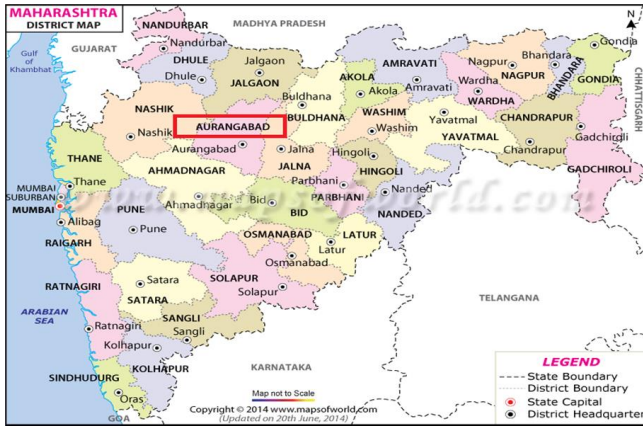 MAHARASHTRA
DISTRICT MAP
MADHYA PRADESH
GUJARAT
Gulf
of
Khambhat
NANDURBAR
Nandurbar
DHULE
Dhule
Jalgaon
JALGAON
AMRAVATI
Amravati
AKOLA
Akola
Buldhana
BULDHANA
WASHIM
Washim
Nagpur
NAGPUR
Wardha
WARDHA
Bhandara
BHANDARA
Gondia
GONDIA
N
CHHATTISGARH
NASHIK
Nashik
AURANGABAD
Aurangabad
Jalna
JALNA
Yavatmal
YAVATMAL
CHANDRAPUR
Chandrapur
Gadchiroli
GADCHIROLI
THANE
Thane
AHMADNAGAR
Ahmadnagar
Hingoli
HINGOLI
Parbhani
PARBHANI
Nanded
NANDED
MUMBAI
SUBURBAN
MUMBAI
Alibag
RAIGARH
PUNE
Pune
Bid
BID
LATUR
Latur
OSMANABAD
Osmanabad
www.mapsofworld.com
RATNAGIRI
Ratnagiri
Satara
SATARA
SOLAPUR
Solapur
SANGLI
Sangli
Kolhapur
KOLHAPUR
SINDHUDURG
Oras
GOA
ARABIAN
SEA
TELANGANA
KARNATAKA
Map not to Scale
Copyright © 2014 www.mapsofworld.com
(Updated on 20th June, 2014)
LEGEND
State Boundary
District Boundary
State Capital
District Headquarter